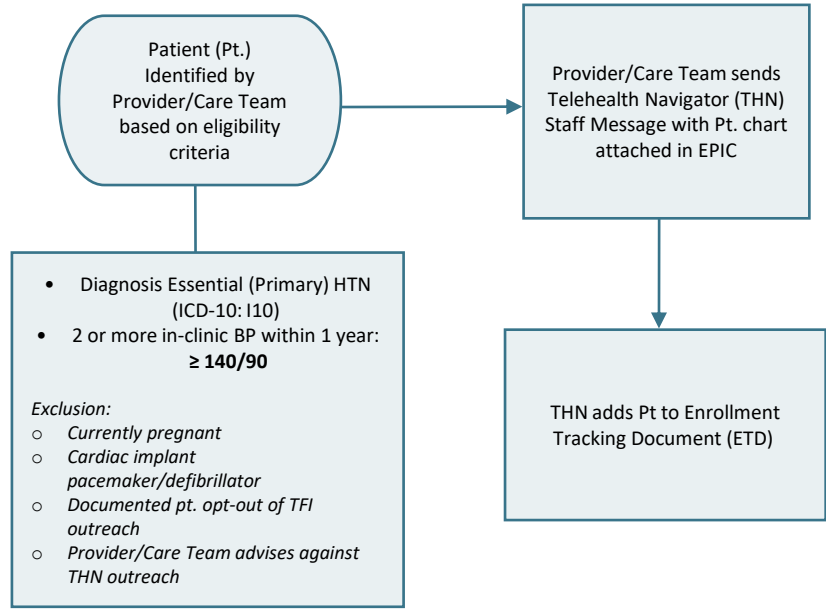 Patient (Pt.)
Identified by
Provider/Care Team
based on eligibility
criteria
Provider/Care Team sends
Telehealth Navigator (THN)
Staff Message with Pt. chart
attached in EPIC
• Diagnosis Essential (Primary) HTN
(ICD-10: I10)
• 2 or more in-clinic BP within 1 year:
≥ 140/90
Exclusion:
o Currently pregnant
o Cardiac implant
pacemaker/defibrillator
o Documented pt. opt-out of TFI
outreach
o Provider/Care Team advises against
THN outreach
THN adds Pt to Enrollment
Tracking Document (ETD)